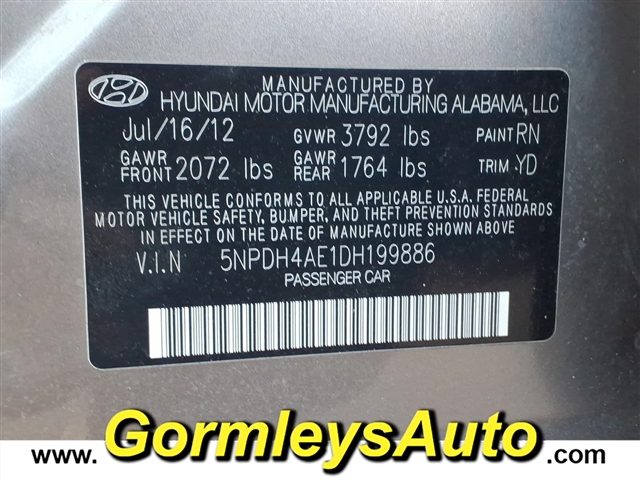 MANUFACTURED BY
HYUNDAI MOTOR MANUFACTURING ALABAMA, LLC
Jul/16/12 GVWR 3792 lbs PAINT RN
GAWR FRONT 2072 lbs GAWR REAR 1764 lbs TRIM YD
THIS VEHICLE CONFORMS TO ALL APPLICABLE U.S.A. FEDERAL
MOTOR VEHICLE SAFETY, BUMPER, AND THEFT PREVENTION
STANDARDS IN EFFECT ON THE DATE OF MANUFACTURE SHOWN ABOVE
V.I.N 5NPDH4AE1DH199886
PASSENGER CAR
www. GormleysAuto .com